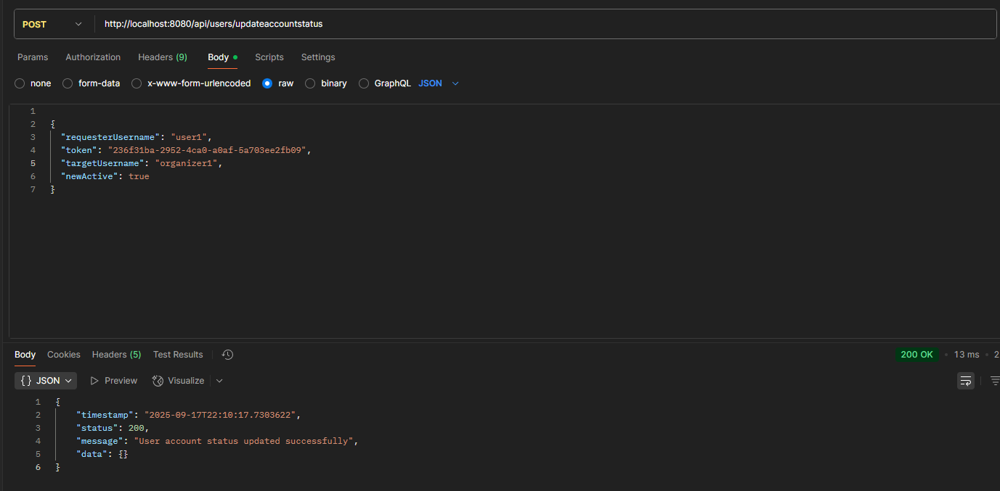 POST http://localhost:8080/api/users/updateaccountstatus
Params Authorization Headers (9) Body Scripts Settings
none form-data x-www-form-urlencoded raw binary GraphQL JSON
1
2 {
3 "requesterUsername": "user1",
4 "token": "236f31ba-2952-4ca0-a0af-5a703ee2fb09",
5 "targetUsername": "organizer1",
6 "newActive": true
7 }
Body Cookies Headers (5) Test Results 200 OK • 13 ms • 2
{} JSON Preview Visualize
1 {
2 "timestamp": "2025-09-17T22:10:17.7303622",
3 "status": 200,
4 "message": "User account status updated successfully",
5 "data": {}
6 }